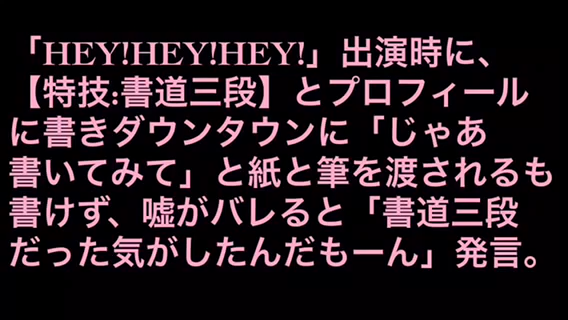 「HEY!HEY!HEY!」出演時に、
【特技:書道三段】とプロフィール
に書きダウンタウンに「じゃあ
書いてみて」と紙と筆を渡されるも
書けず、嘘がバレると「書道三段
だった気がしたんだもーん」発言。